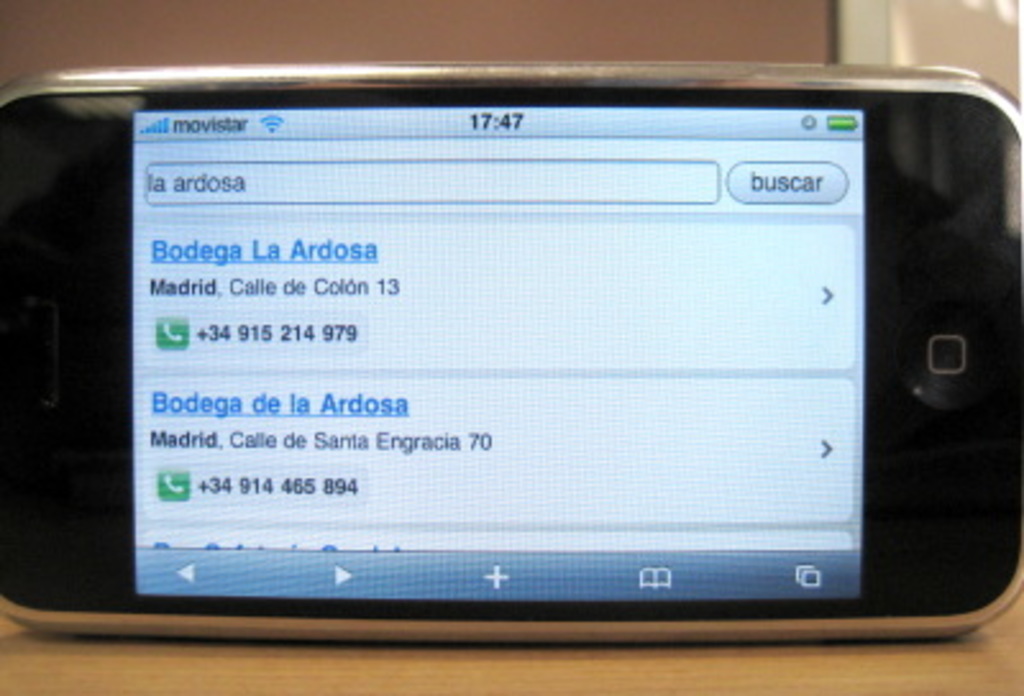 movistar 17:47
la ardosa buscar
Bodega La Ardosa
Madrid, Calle de Colón 13
+34 915 214 979
Bodega de la Ardosa
Madrid, Calle de Santa Engracia 70
+34 914 465 894